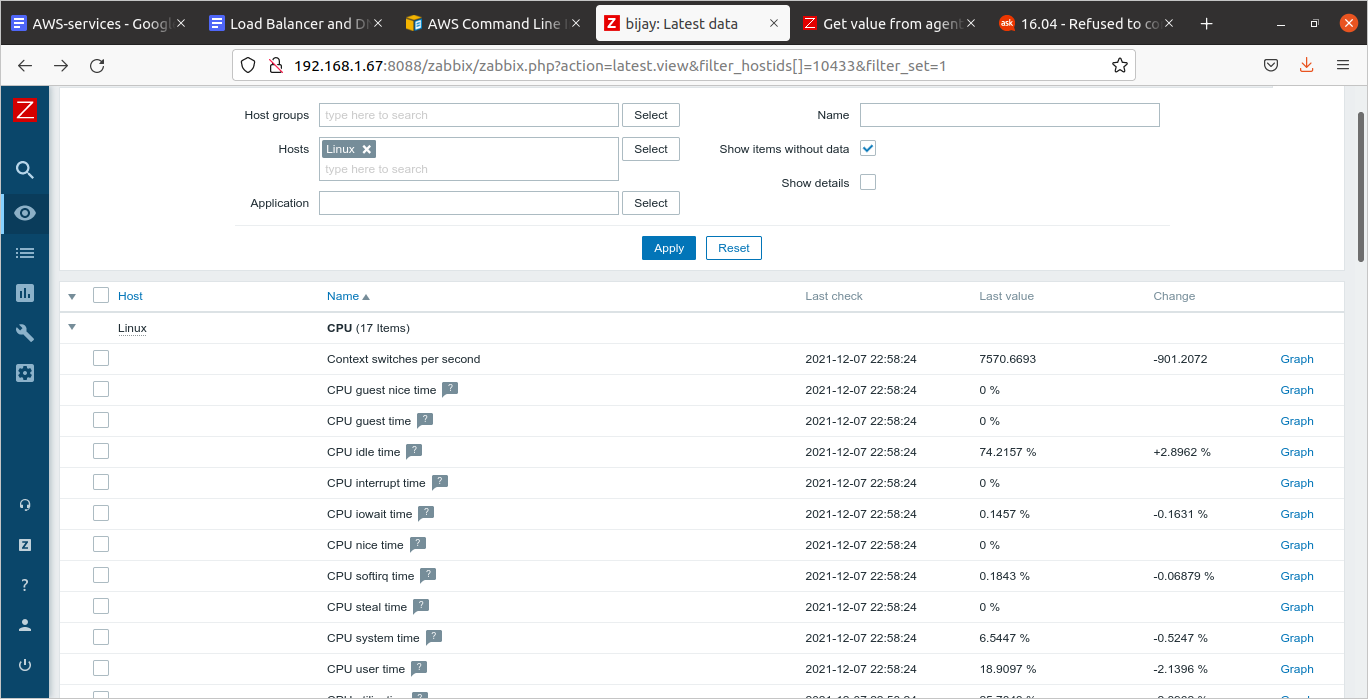 AWS-services - Googl
Load Balancer and D
AWS Command Line
Z bijay: Latest data
Z Get value from agent
ask 16.04 - Refused to co
192.168.1.67:8088/zabbix/zabbix.php?action=latest.view&filter_hostids[]=10433&filter_set=1
Z
Host groups type here to search Select Name
Hosts Linux Select Show items without data
type here to search
Show details
Application Select
Apply Reset
Host Name Last check Last value Change
Linux CPU (17 Items)
Context switches per second 2021-12-07 22:58:24 7570.6693 -901.2072 Graph
CPU guest nice time ? 2021-12-07 22:58:24 0 % Graph
CPU guest time ? 2021-12-07 22:58:24 0 % Graph
CPU idle time ? 2021-12-07 22:58:24 74.2157 % +2.8962 % Graph
CPU interrupt time ? 2021-12-07 22:58:24 0 % Graph
CPU iowait time ? 2021-12-07 22:58:24 0.1457 % -0.1631 % Graph
Z
CPU nice time ? 2021-12-07 22:58:24 0 % Graph
CPU softirq time ? 2021-12-07 22:58:24 0.1843 % -0.06879 % Graph
?
CPU steal time ? 2021-12-07 22:58:24 0 % Graph
CPU system time ? 2021-12-07 22:58:24 6.5447 % -0.5247 % Graph
CPU user time ? 2021-12-07 22:58:24 18.9097 % -2.1396 % Graph